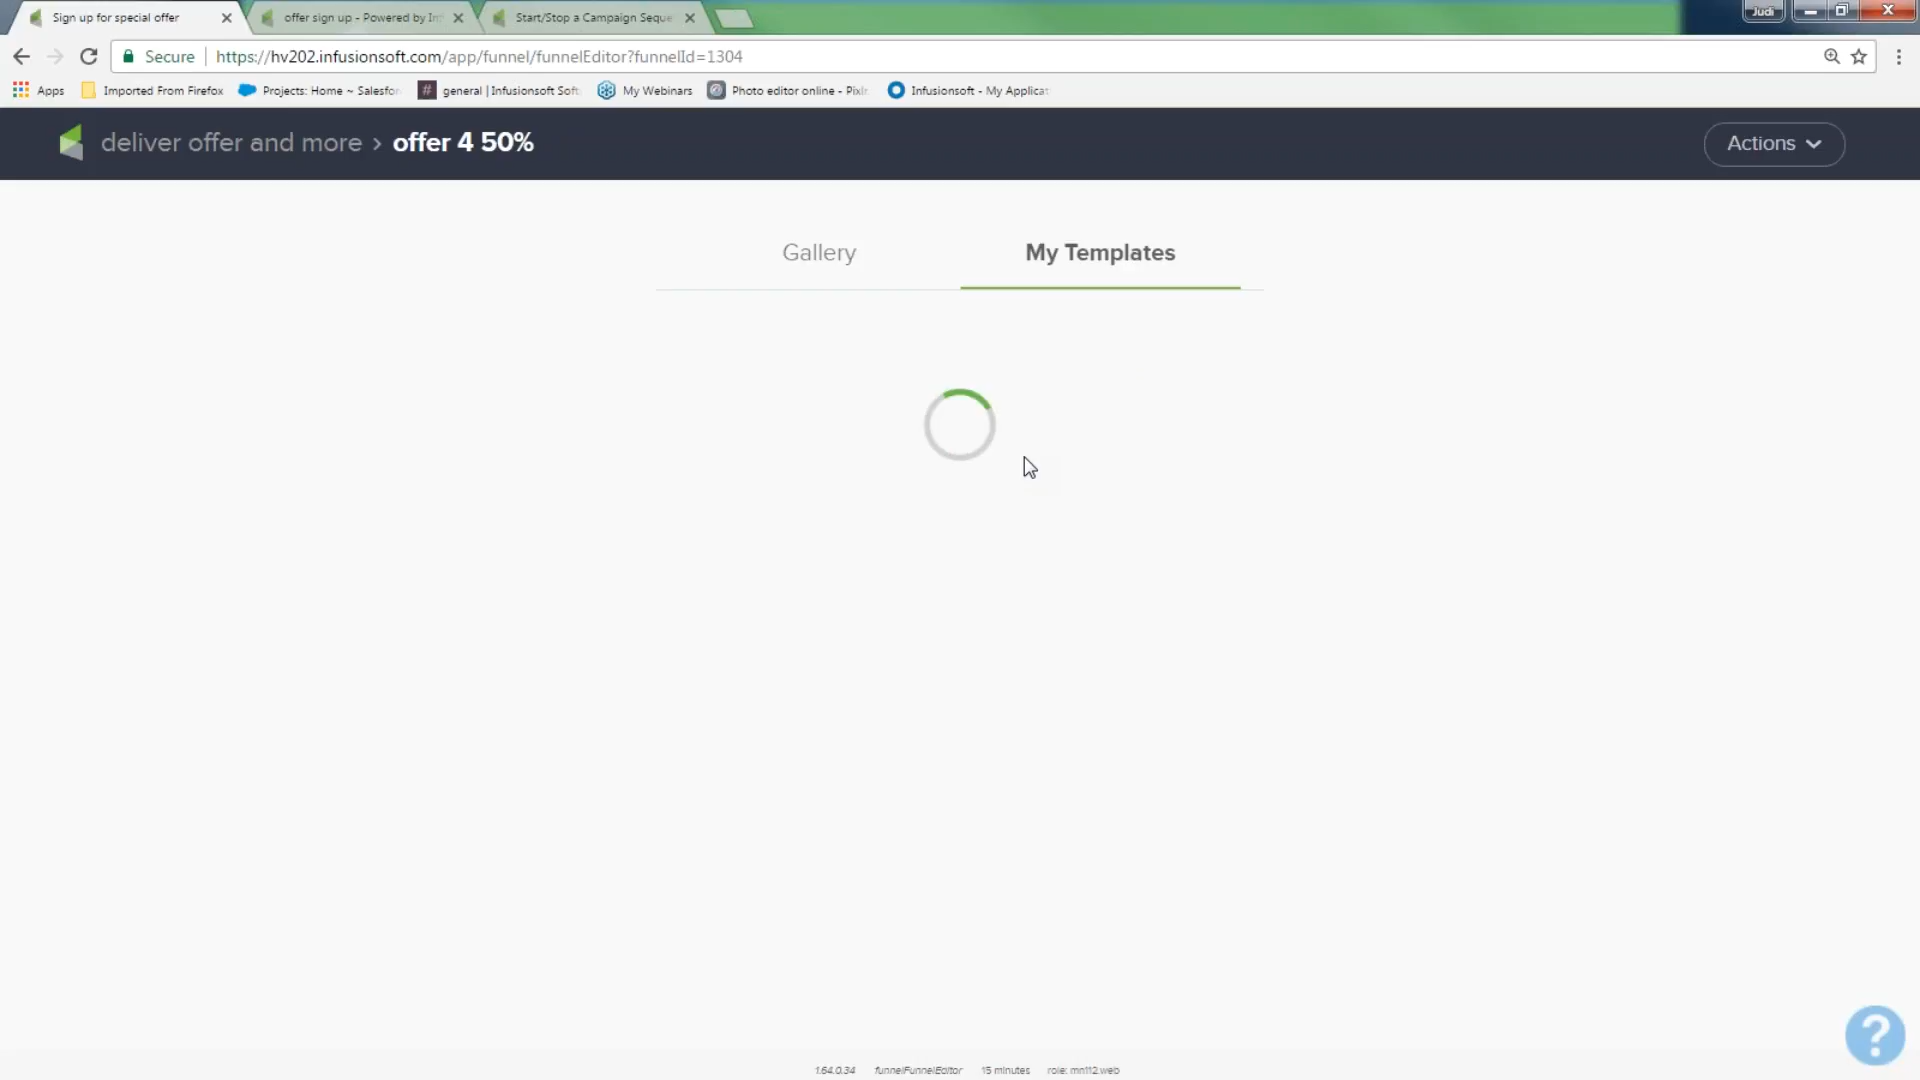 Sign up for special offer
offer sign up - Powered by In
Start/Stop a Campaign Seque
Judi
Secure
https://hv202.infusionsoft.com/app/funnel/funnelEditor?funnelId=1304
Apps
Imported From Firefox
Projects: Home ~ Salesfor
# general | Infusionsoft Soft
My Webinars
Photo editor online - Pixlr
Infusionsoft - My Applicat
deliver offer and more › offer 4 50%
Actions
Gallery
My Templates
?
1.64.0.34 funnelFunnelEditor 15 minutes role: mn112.web